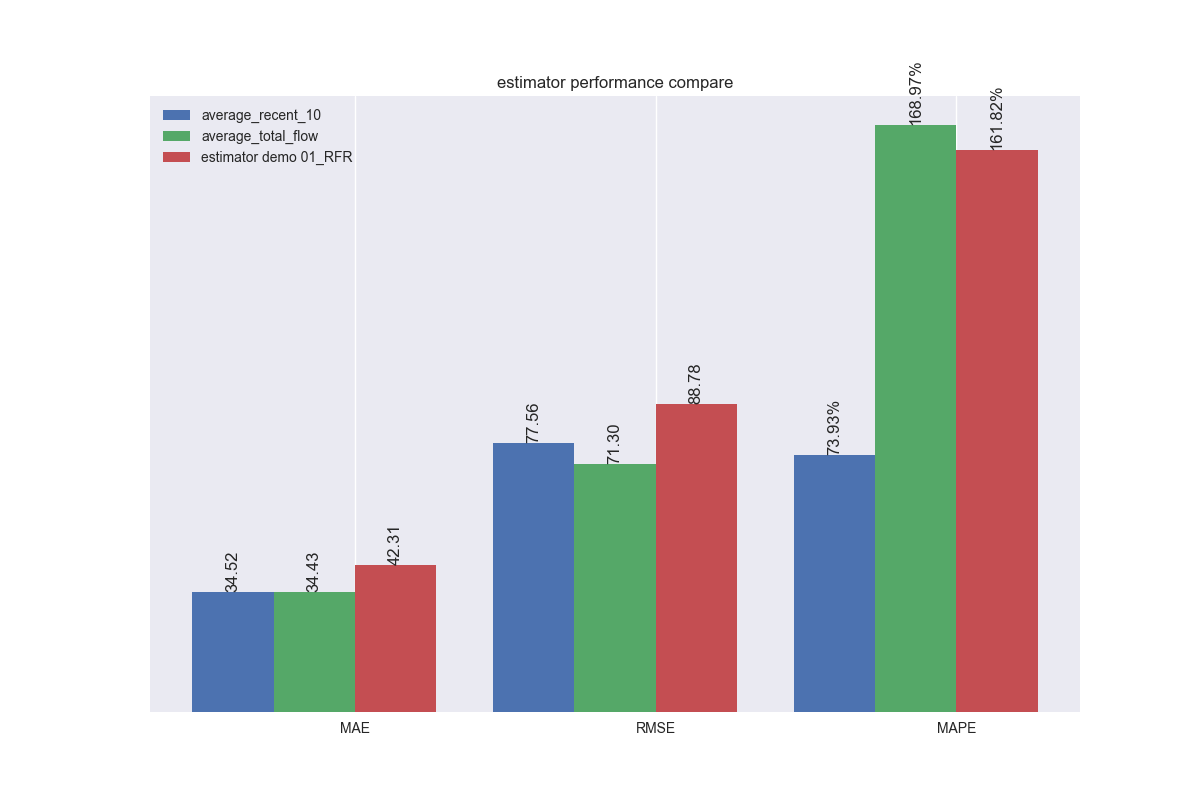 estimator performance compare
average_recent_10
average_total_flow
estimator demo 01_RFR
34.52
34.43
42.31
77.56
71.30
88.78
73.93%
168.97%
161.82%
MAE
RMSE
MAPE